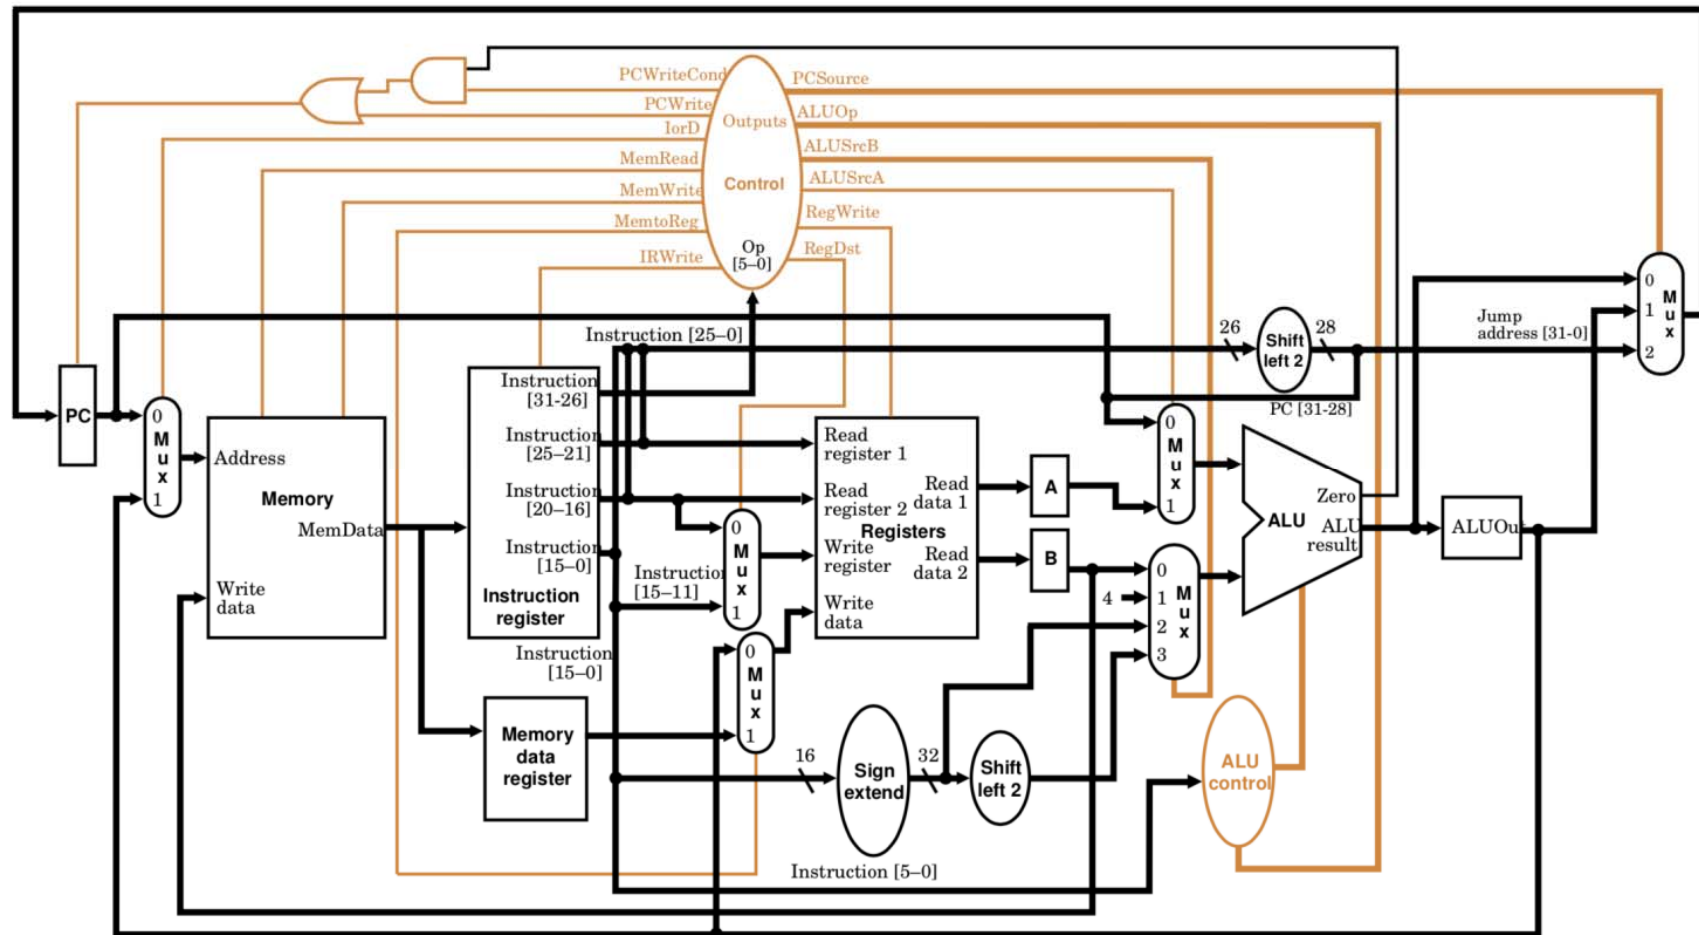 PCWriteCond
PCSource
PCWrite
ALUOp
Outputs
IorD
ALUSrcB
MemRead
Control
ALUSrcA
MemWrite
RegWrite
MemtoReg
Op
[5–0]
RegDst
IRWrite
Instruction [25–0]
26
Shift
left 2
28
Jump
address [31-0]
0
1
2
M
u
x
PC [31-28]
PC
0
M
u
x
1
Address
Memory
MemData
Write
data
Instruction
[31-26]
Instruction
[25–21]
Instruction
[20–16]
Instruction
[15–0]
Instruction
register
Instruction
[15–11]
Instruction
[15–0]
0
M
u
x
1
0
M
u
x
1
Memory
data
register
Read
register 1
Read
register 2
Registers
Write
register
Write
data
Read
data 1
Read
data 2
A
B
0
M
u
x
1
4
0
1
2
3
M
u
x
Zero
ALU
ALU
result
ALUOut
16
Sign
extend
32
Shift
left 2
ALU
control
Instruction [5–0]